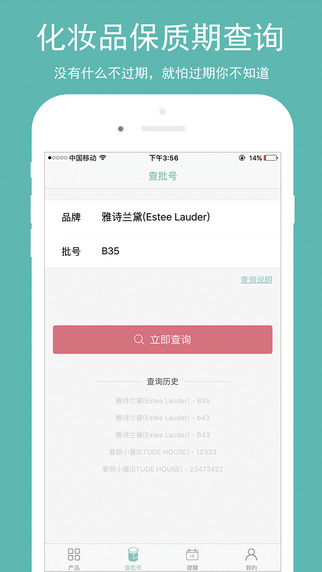 化妆品保质期查询
没有什么不过期，就怕过期你不知道
中国移动 下午3:56 14%
查批号
品牌 雅诗兰黛(Estee Lauder)
批号 B35
查询说明
立即查询
查询历史
雅诗兰黛(Estee Lauder) - B35
雅诗兰黛(Estee Lauder) - b43
雅诗兰黛(Estee Lauder) - B43
爱丽小屋(ETUDE HOUSE) - 12333
爱丽小屋(ETUDE HOUSE) - 23473422
产品 查批号 提醒 我的